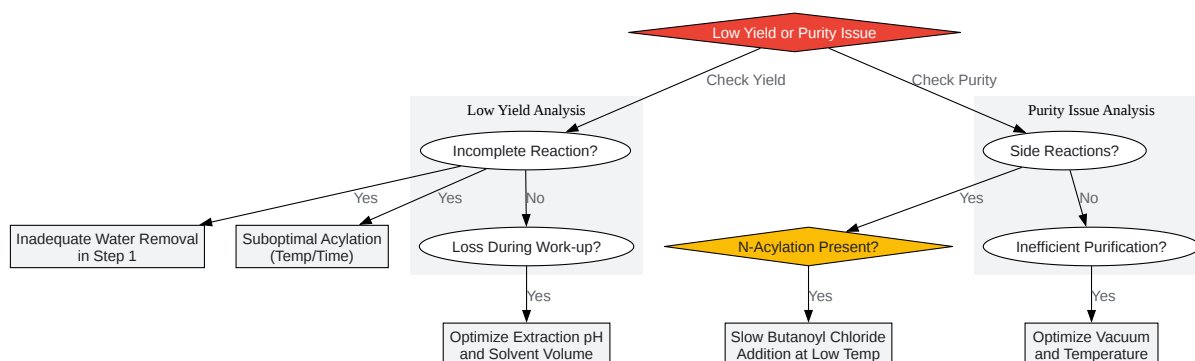 Low Yield or Purity Issue
Check Yield
Check Purity
Low Yield Analysis
Purity Issue Analysis
Incomplete Reaction?
Side Reactions?
Yes
Yes
No
Yes
No
Inadequate Water Removal
in Step 1
Suboptimal Acylation
(Temp/Time)
Loss During Work-up?
N-Acylation Present?
Inefficient Purification?
Yes
Yes
Yes
Optimize Extraction pH
and Solvent Volume
Slow Butanoyl Chloride
Addition at Low Temp
Optimize Vacuum
and Temperature